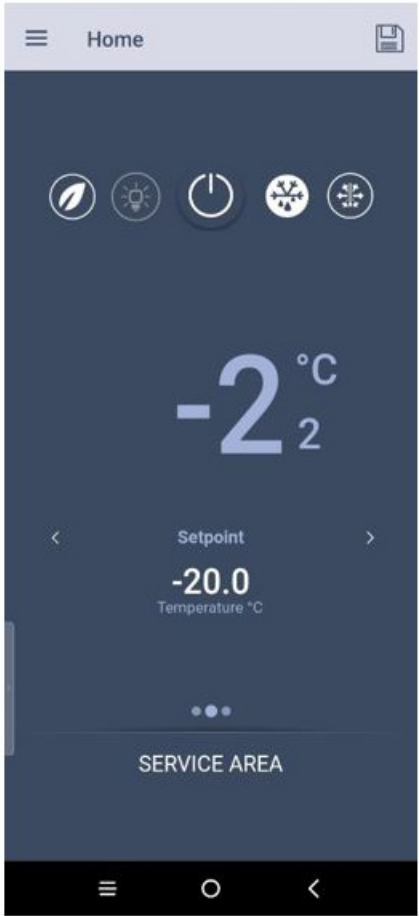 Home
-2 °C
2
Setpoint
-20.0
Temperature °C
SERVICE AREA